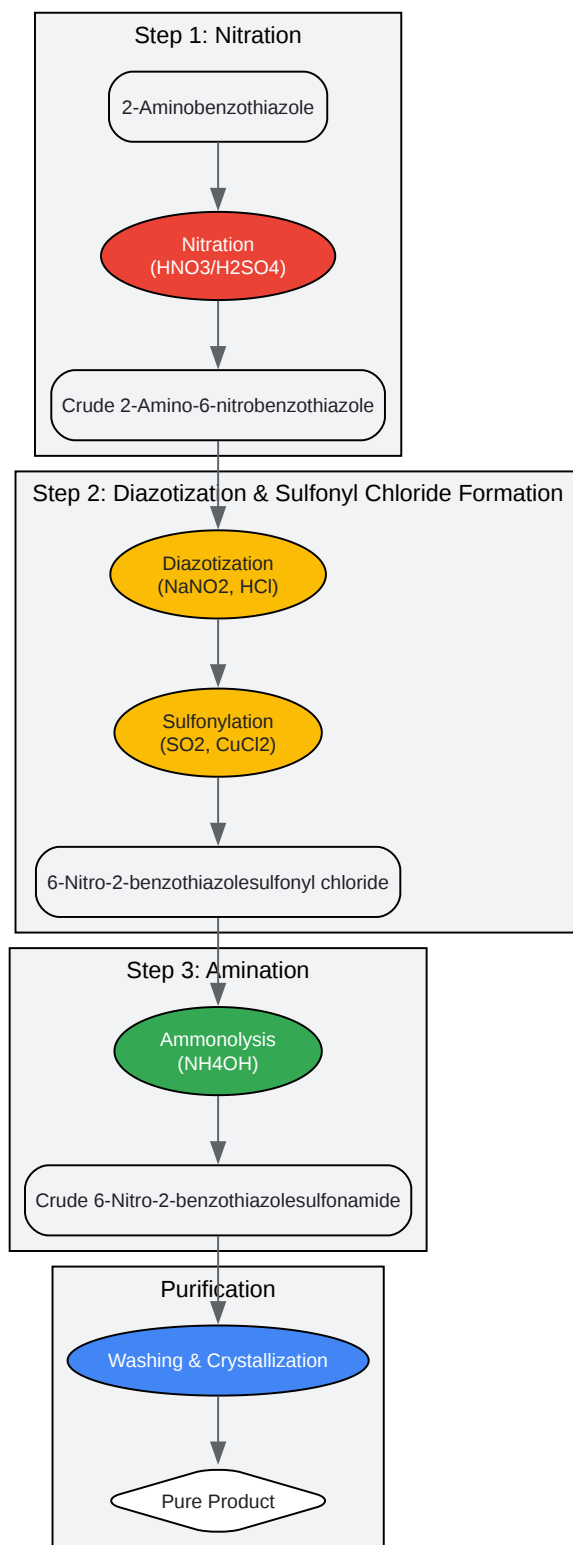 Step 1: Nitration
2-Aminobenzothiazole
Nitration
(HNO3/H2SO4)
Crude 2-Amino-6-nitrobenzothiazole
Step 2: Diazotization & Sulfonyl Chloride Formation
Diazotization
(NaNO2, HCl)
Sulfonylation
(SO2, CuCl2)
6-Nitro-2-benzothiazolesulfonyl chloride
Step 3: Amination
Ammonolysis
(NH4OH)
Crude 6-Nitro-2-benzothiazolesulfonamide
Purification
Washing & Crystallization
Pure Product